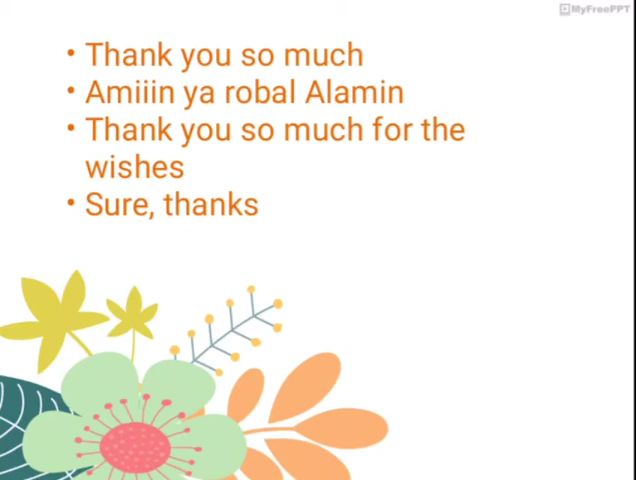 MyFreePPT
• Thank you so much
• Amiiin ya robal Alamin
• Thank you so much for the
wishes
• Sure, thanks